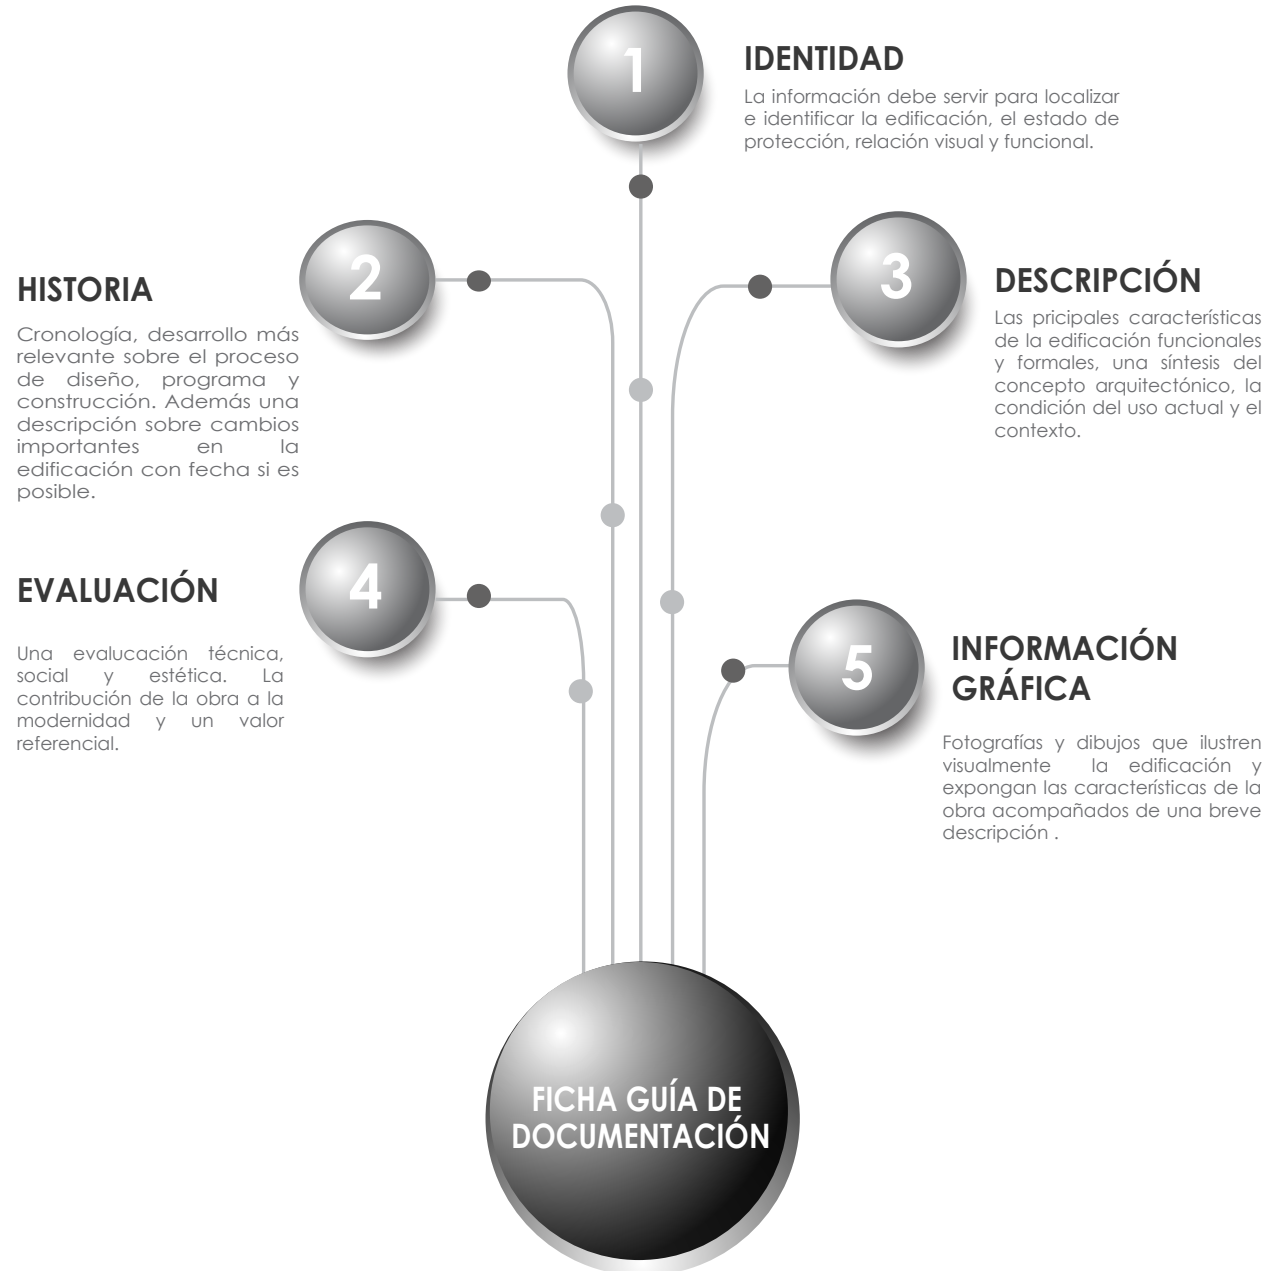 1
IDENTIDAD
La información debe servir para localizar
e identificar la edificación, el estado de
protección, relación visual y funcional.
2
HISTORIA
Cronología, desarrollo más
relevante sobre el proceso
de diseño, programa y
construcción. Además una
descripción sobre cambios
importantes en la
edificación con fecha si es
posible.
3
DESCRIPCIÓN
Las pricipales características
de la edificación funcionales
y formales, una síntesis del
concepto arquitectónico, la
condición del uso actual y el
contexto.
4
EVALUACIÓN
Una evalucación técnica,
social y estética. La
contribución de la obra a la
modernidad y un valor
referencial.
5
INFORMACIÓN
GRÁFICA
Fotografías y dibujos que ilustren
visualmente la edificación y
expongan las características de la
obra acompañados de una breve
descripción .
FICHA GUÍA DE
DOCUMENTACIÓN